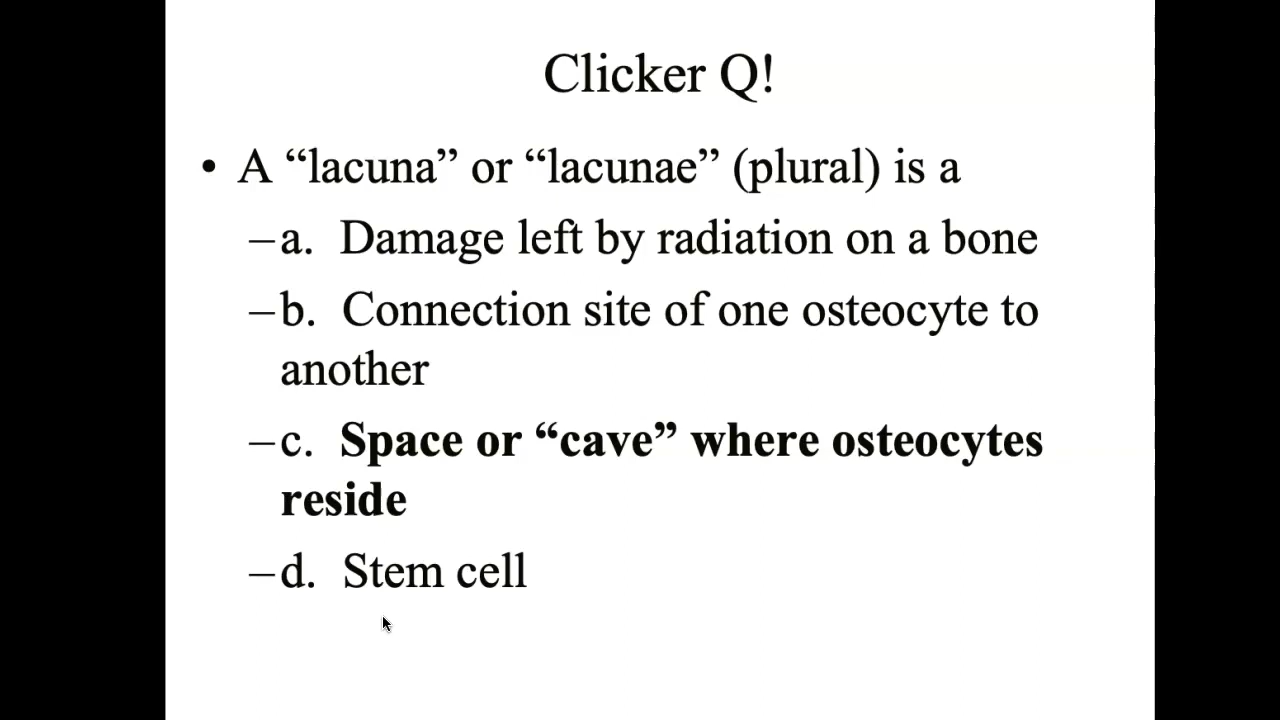 Clicker Q!
• A “lacuna” or “lacunae” (plural) is a
–a. Damage left by radiation on a bone
–b. Connection site of one osteocyte to
another
–c. Space or “cave” where osteocytes
reside
–d. Stem cell